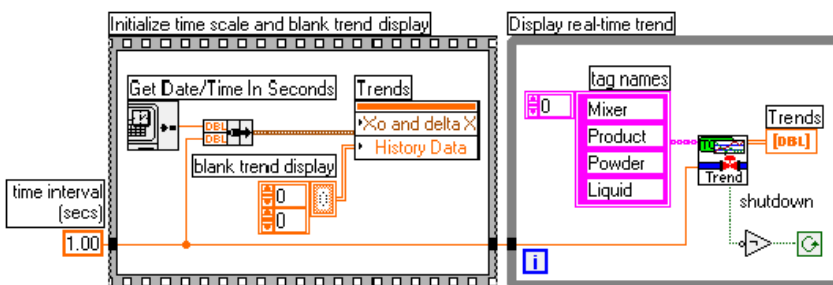 Initialize time scale and blank trend display
Get Date/Time In Seconds
Trends
DBL
DBL
Xo and delta X
History Data
blank trend display
0
0
0
time interval
(secs)
1.00
Display real-time trend
tag names
0
Mixer
Product
Powder
Liquid
Trend
Trends
[DBL]
shutdown
i